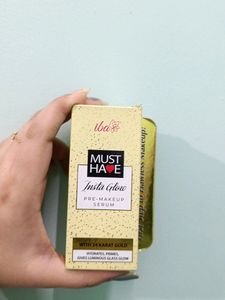 iba
MUST
HAVE
Insta Glow
PRE-MAKEUP
SERUM
WITH 24 KARAT GOLD
HYDRATES, PRIMES,
GIVES LUMINOUS GLASS GLOW